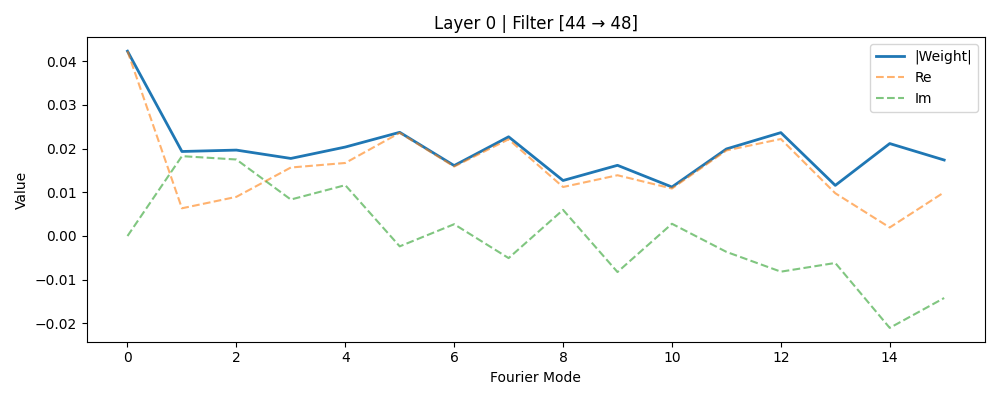 Layer 0 | Filter [44 → 48]
|Weight|
Re
Im
Value
0.04
0.03
0.02
0.01
0.00
−0.01
−0.02
0 2 4 6 8 10 12 14
Fourier Mode